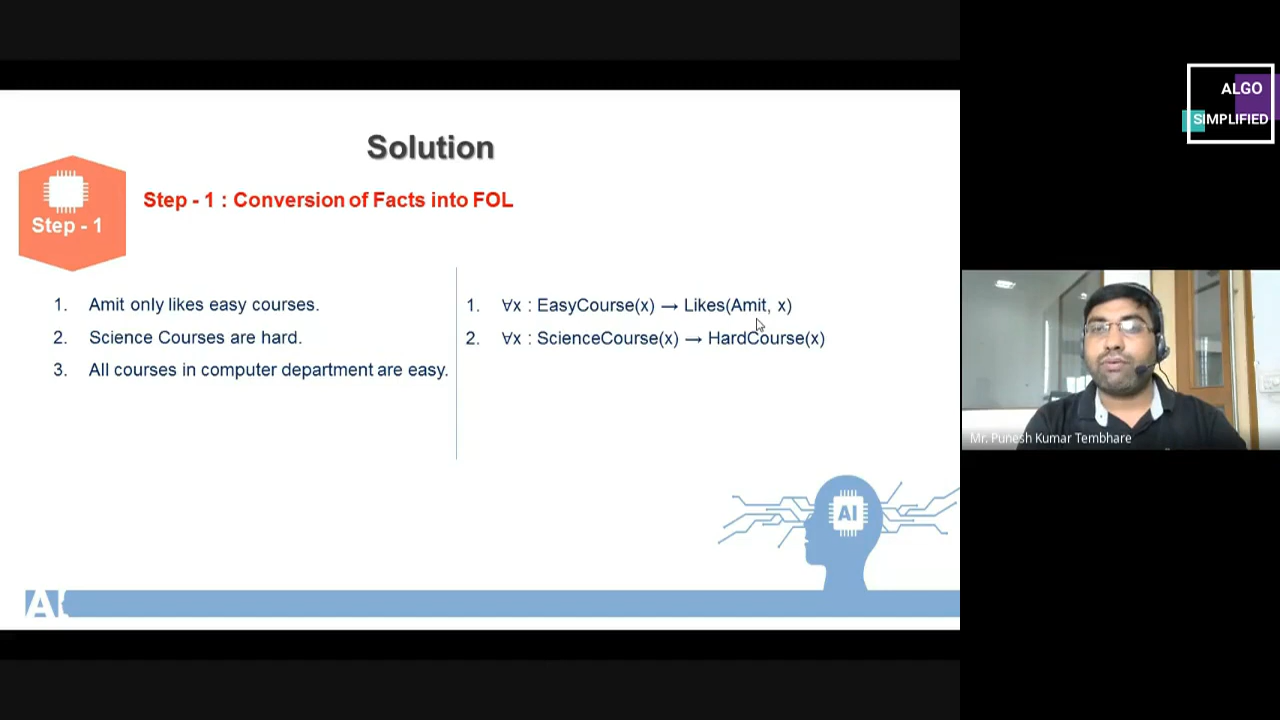 ALGO
SIMPLIFIED
Solution
Step - 1
Step - 1 : Conversion of Facts into FOL
1. Amit only likes easy courses.
2. Science Courses are hard.
3. All courses in computer department are easy.
1. ∀x : EasyCourse(x) → Likes(Amit, x)
2. ∀x : ScienceCourse(x) → HardCourse(x)
Mr. Punesh Kumar Tembhare
AI